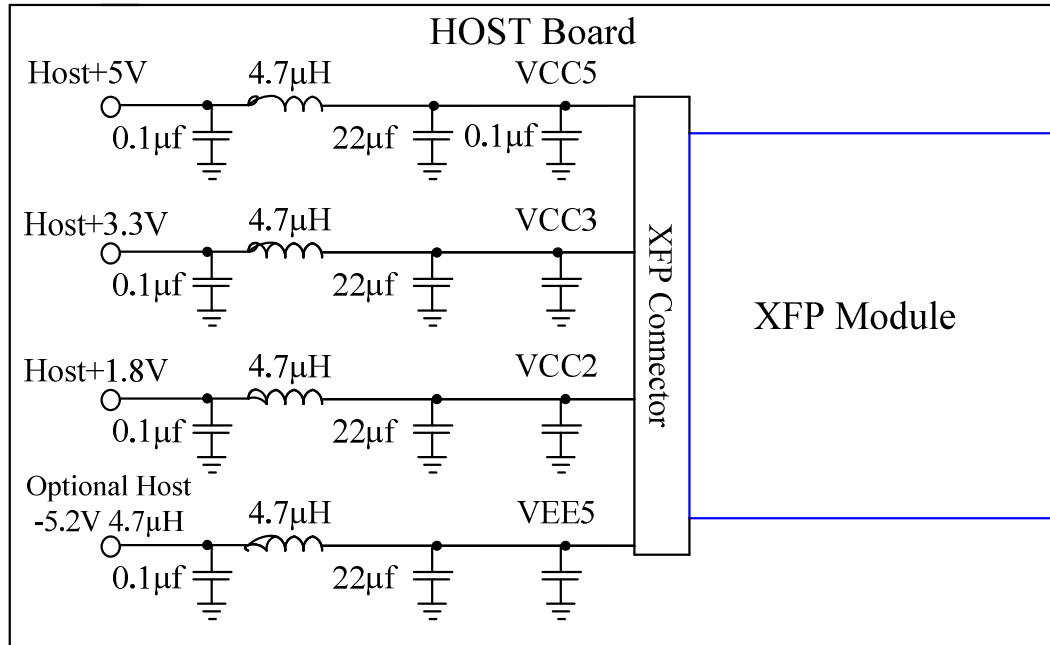 HOST Board
Host+5V
4.7μH
VCC5
0.1μf
22μf
0.1μf
Host+3.3V
4.7μH
VCC3
0.1μf
22μf
Host+1.8V
4.7μH
VCC2
0.1μf
22μf
Optional Host
-5.2V 4.7μH
4.7μH
VEE5
0.1μf
22μf
XFP Connector
XFP Module